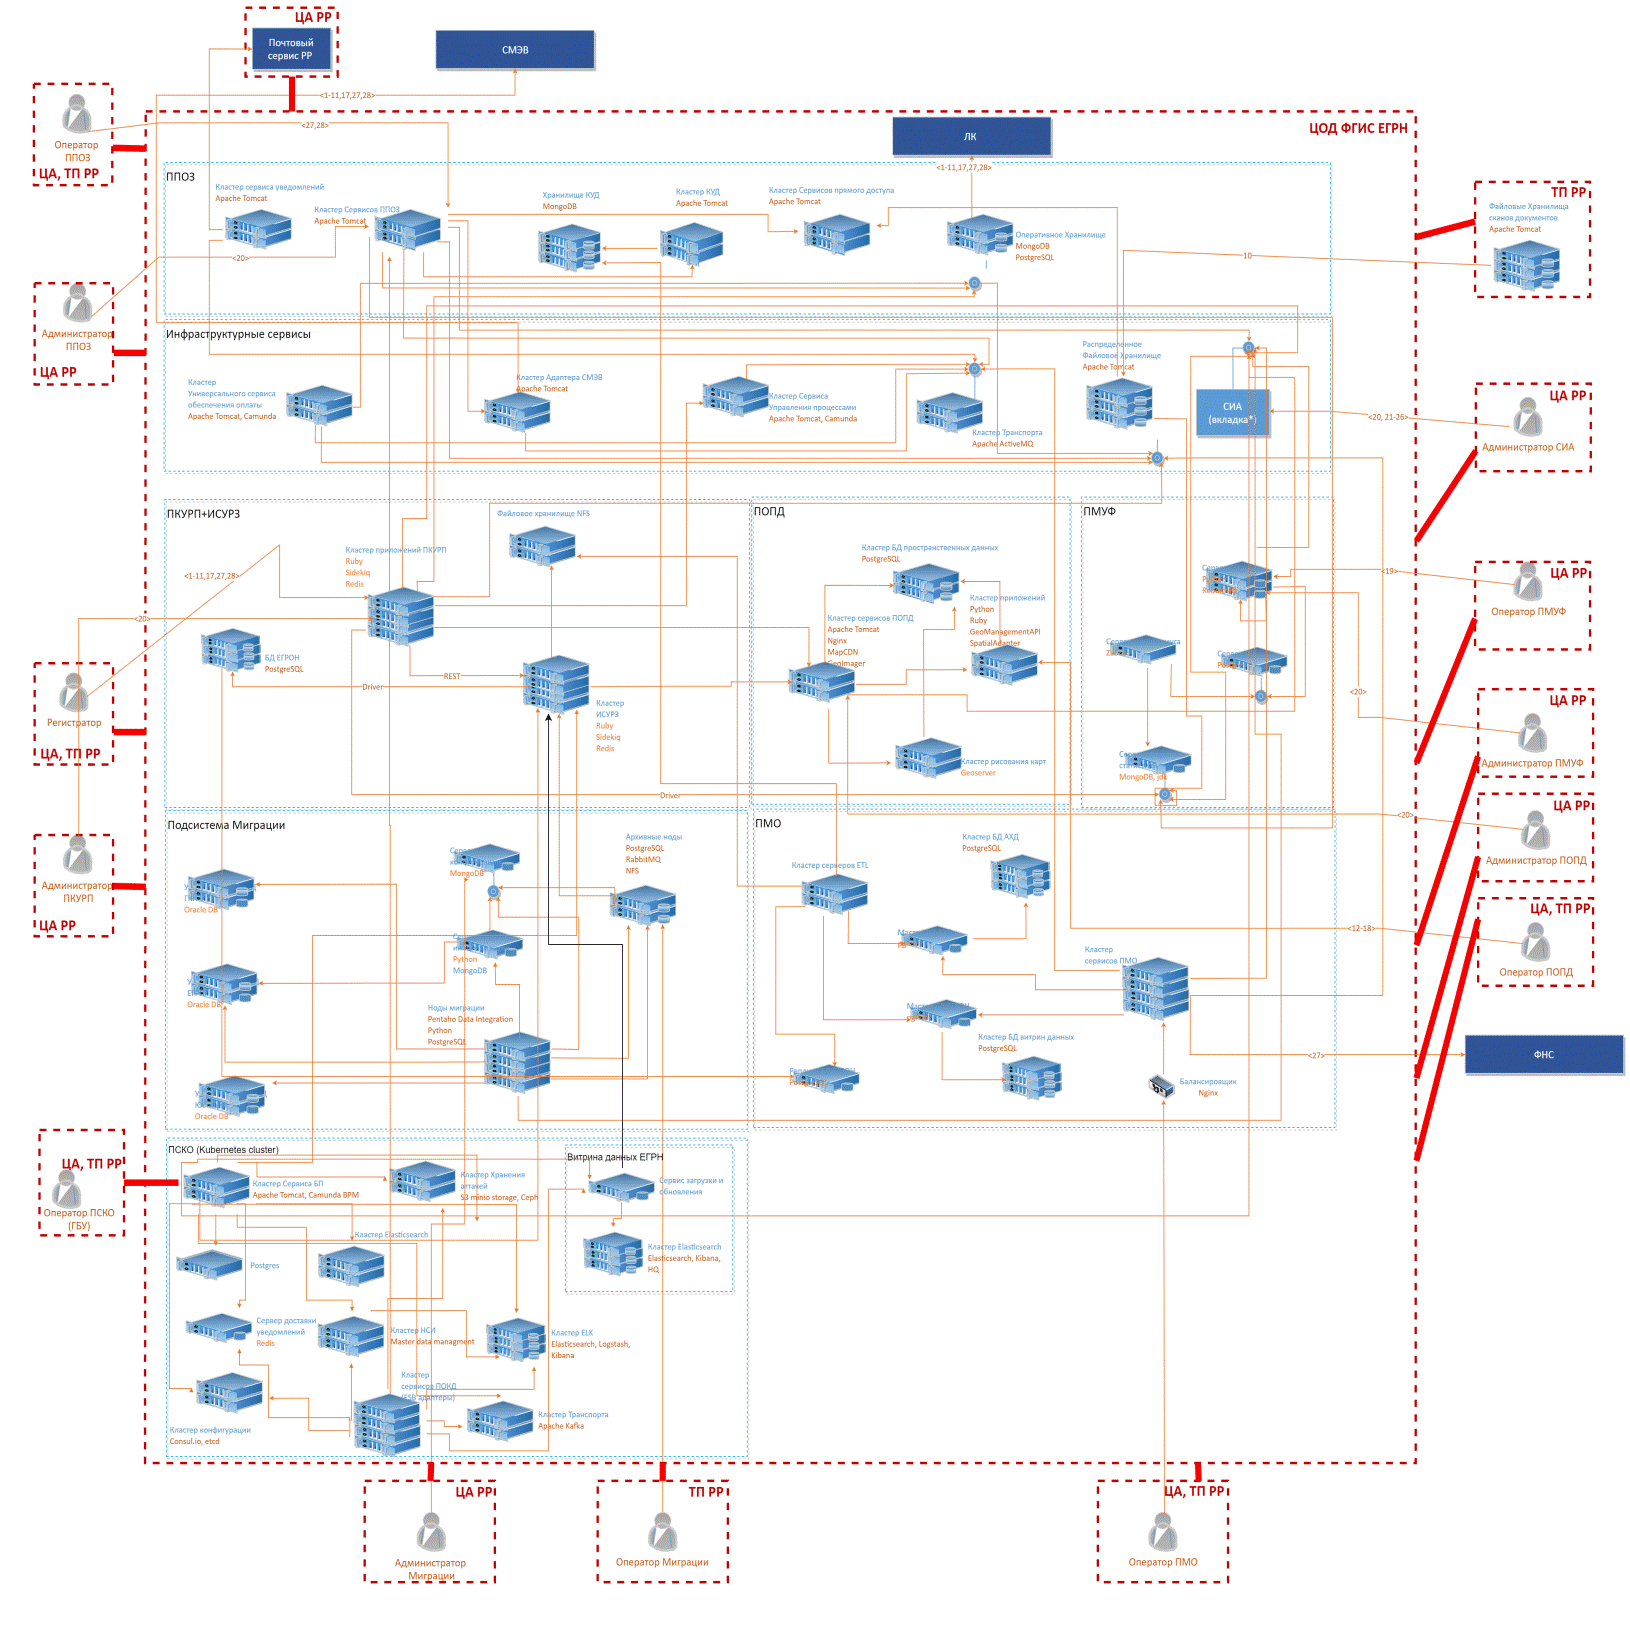 ЦА РР
Почтовый
сервис РР
СМЭВ
<1-11,17,27,28>
<27,28>
ЦОД ФГИС ЕГРН
ЛК
<1-11,17,27,28>
Оператор
ППОЗ
ЦА, ТП РР
ППОЗ
Кластер сервиса уведомлений
Apache Tomcat
Кластер Сервисов ППОЗ
Apache Tomcat
Хранилище КУД
MongoDB
Кластер КУД
Apache Tomcat
Кластер Сервисов прямого доступа
Apache Tomcat
Оперативное Хранилище
MongoDB
PostgreSQL
ТП РР
Файловые Хранилища
сканов документов
Apache Tomcat
10
<20>
Администратор
ППОЗ
ЦА РР
Инфраструктурные сервисы
Кластер
Универсального сервиса
обеспечения оплаты
Apache Tomcat, Camunda
Кластер Адаптера СМЭВ
Apache Tomcat
Кластер Сервиса
Управления процессами
Apache Tomcat, Camunda
Кластер Транспорта
Apache ActiveMQ
Распределенное
Файловое Хранилище
Apache Tomcat
СИА
(вкладка*)
<20, 21-26>
ЦА РР
Администратор СИА
ПКУРП+ИСУРЗ
Файловое хранилище NFS
Кластер приложений ПКУРП
Ruby
Sidekiq
Redis
<1-11,17,27,28>
<20>
БД ЕГРОН
PostgreSQL
REST
Driver
Кластер
ИСУРЗ
Ruby
Sidekiq
Redis
Driver
ПОПД
Кластер БД пространственных данных
PostgreSQL
Кластер сервисов ПОПД
Apache Tomcat
Nginx
MapCDN
GeoImager
Кластер приложений
Python
Ruby
GeoManagementAPI
SpatialAdapter
Кластер рисования карт
Geoserver
ПМУФ
MongoDB, jdk
<19>
ЦА РР
Оператор ПМУФ
<20>
ЦА РР
Администратор ПМУФ
<20>
ЦА РР
Администратор ПОПД
<12-18>
ЦА, ТП РР
Оператор ПОПД
Регистратор
ЦА, ТП РР
Администратор
ПКУРП
ЦА РР
Подсистема Миграции
MongoDB
Архивные ноды
PostgreSQL
RabbitMQ
NFS
Oracle DB
Python
MongoDB
Oracle DB
Ноды миграции
Pentaho Data Integration
Python
PostgreSQL
Oracle DB
ПМО
Кластер серверов ETL
Кластер БД АХД
PostgreSQL
Кластер
сервисов ПМО
Кластер БД витрин данных
PostgreSQL
Балансировщик
Nginx
<27>
ФНС
ПСКО (Kubernetes cluster)
Кластер Сервиса БП
Apache Tomcat, Camunda BPM
Кластер Хранения
аттачей
S3 minio storage, Ceph
Витрина данных ЕГРН
Сервис загрузки и
обновления
Кластер Elasticsearch
Elasticsearch, Kibana,
HQ
Кластер Elasticsearch
Postgres
Сервер доставки
уведомлений
Redis
Кластер НСИ
Master data managment
Кластер ELK
Elasticsearch, Logstash,
Kibana
Кластер
сервисов ПОКД
(ESB адаптеры)
Кластер Транспорта
Apache Kafka
Кластер конфигурации
Consul.io, etcd
ЦА, ТП РР
Оператор ПСКО
(ГБУ)
ЦА РР
Администратор
Миграции
ТП РР
Оператор Миграции
ЦА, ТП РР
Оператор ПМО